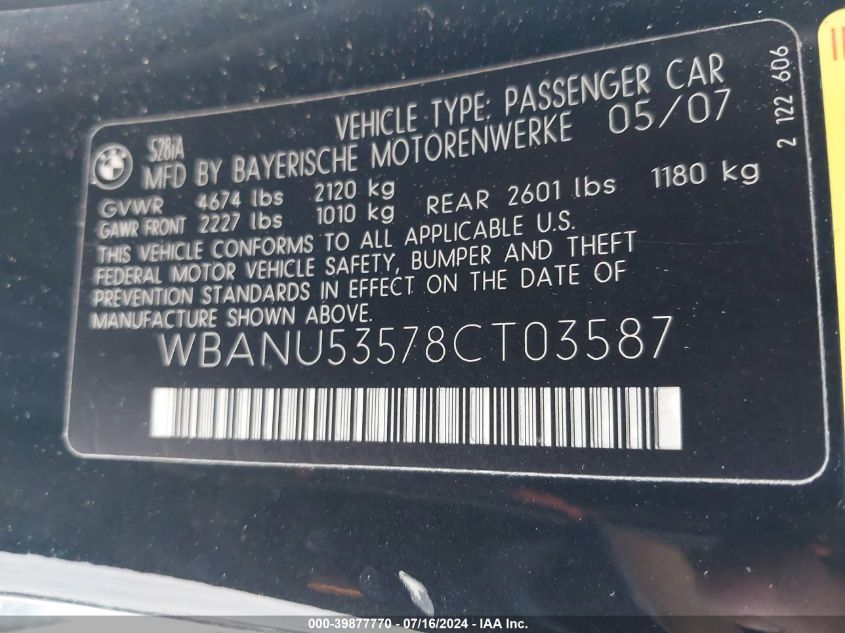 BMW
528iA
VEHICLE TYPE: PASSENGER CAR
MFD BY BAYERISCHE MOTORENWERKE 05/07
GVWR 4674 lbs 2120 kg
GAWR FRONT 2227 lbs 1010 kg REAR 2601 lbs 1180 kg
THIS VEHICLE CONFORMS TO ALL APPLICABLE U.S.
FEDERAL MOTOR VEHICLE SAFETY, BUMPER AND THEFT
PREVENTION STANDARDS IN EFFECT ON THE DATE OF
MANUFACTURE SHOWN ABOVE.
WBANU53578CT03587
2 122 606
000-39877770 - 07/16/2024 - IAA Inc.